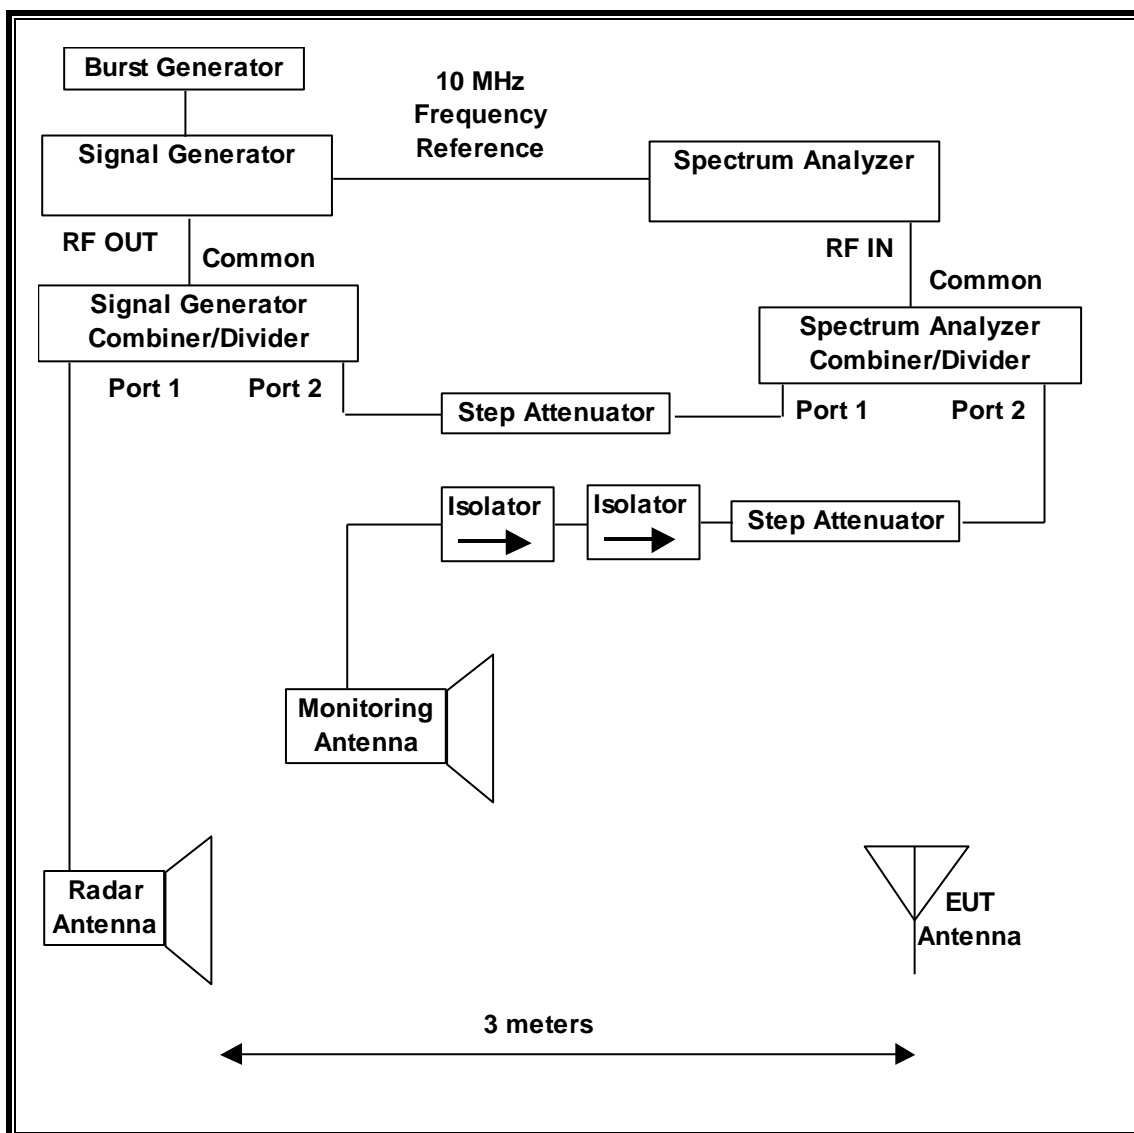 Burst Generator
10 MHz
Frequency
Reference
Signal Generator
Spectrum Analyzer
RF OUT
Common
RF IN
Common
Signal Generator
Combiner/Divider
Spectrum Analyzer
Combiner/Divider
Port 1
Port 2
Step Attenuator
Port 1
Port 2
Isolator
Isolator
Step Attenuator
Monitoring
Antenna
Radar
Antenna
EUT
Antenna
3 meters